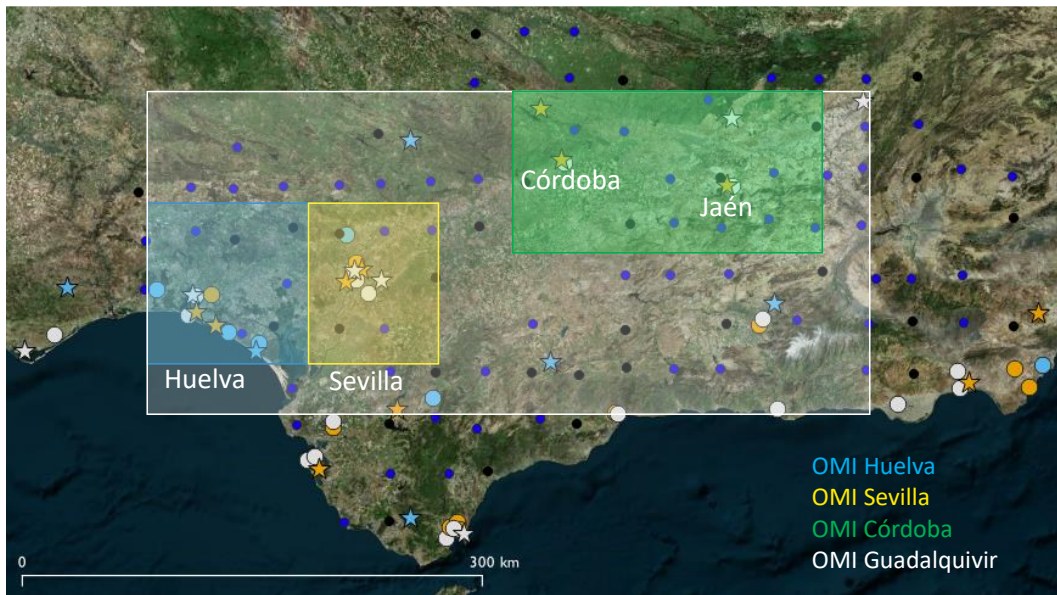 Córdoba
Jaén
Huelva
Sevilla
OMI Huelva
OMI Sevilla
OMI Córdoba
OMI Guadalquivir
0
300 km